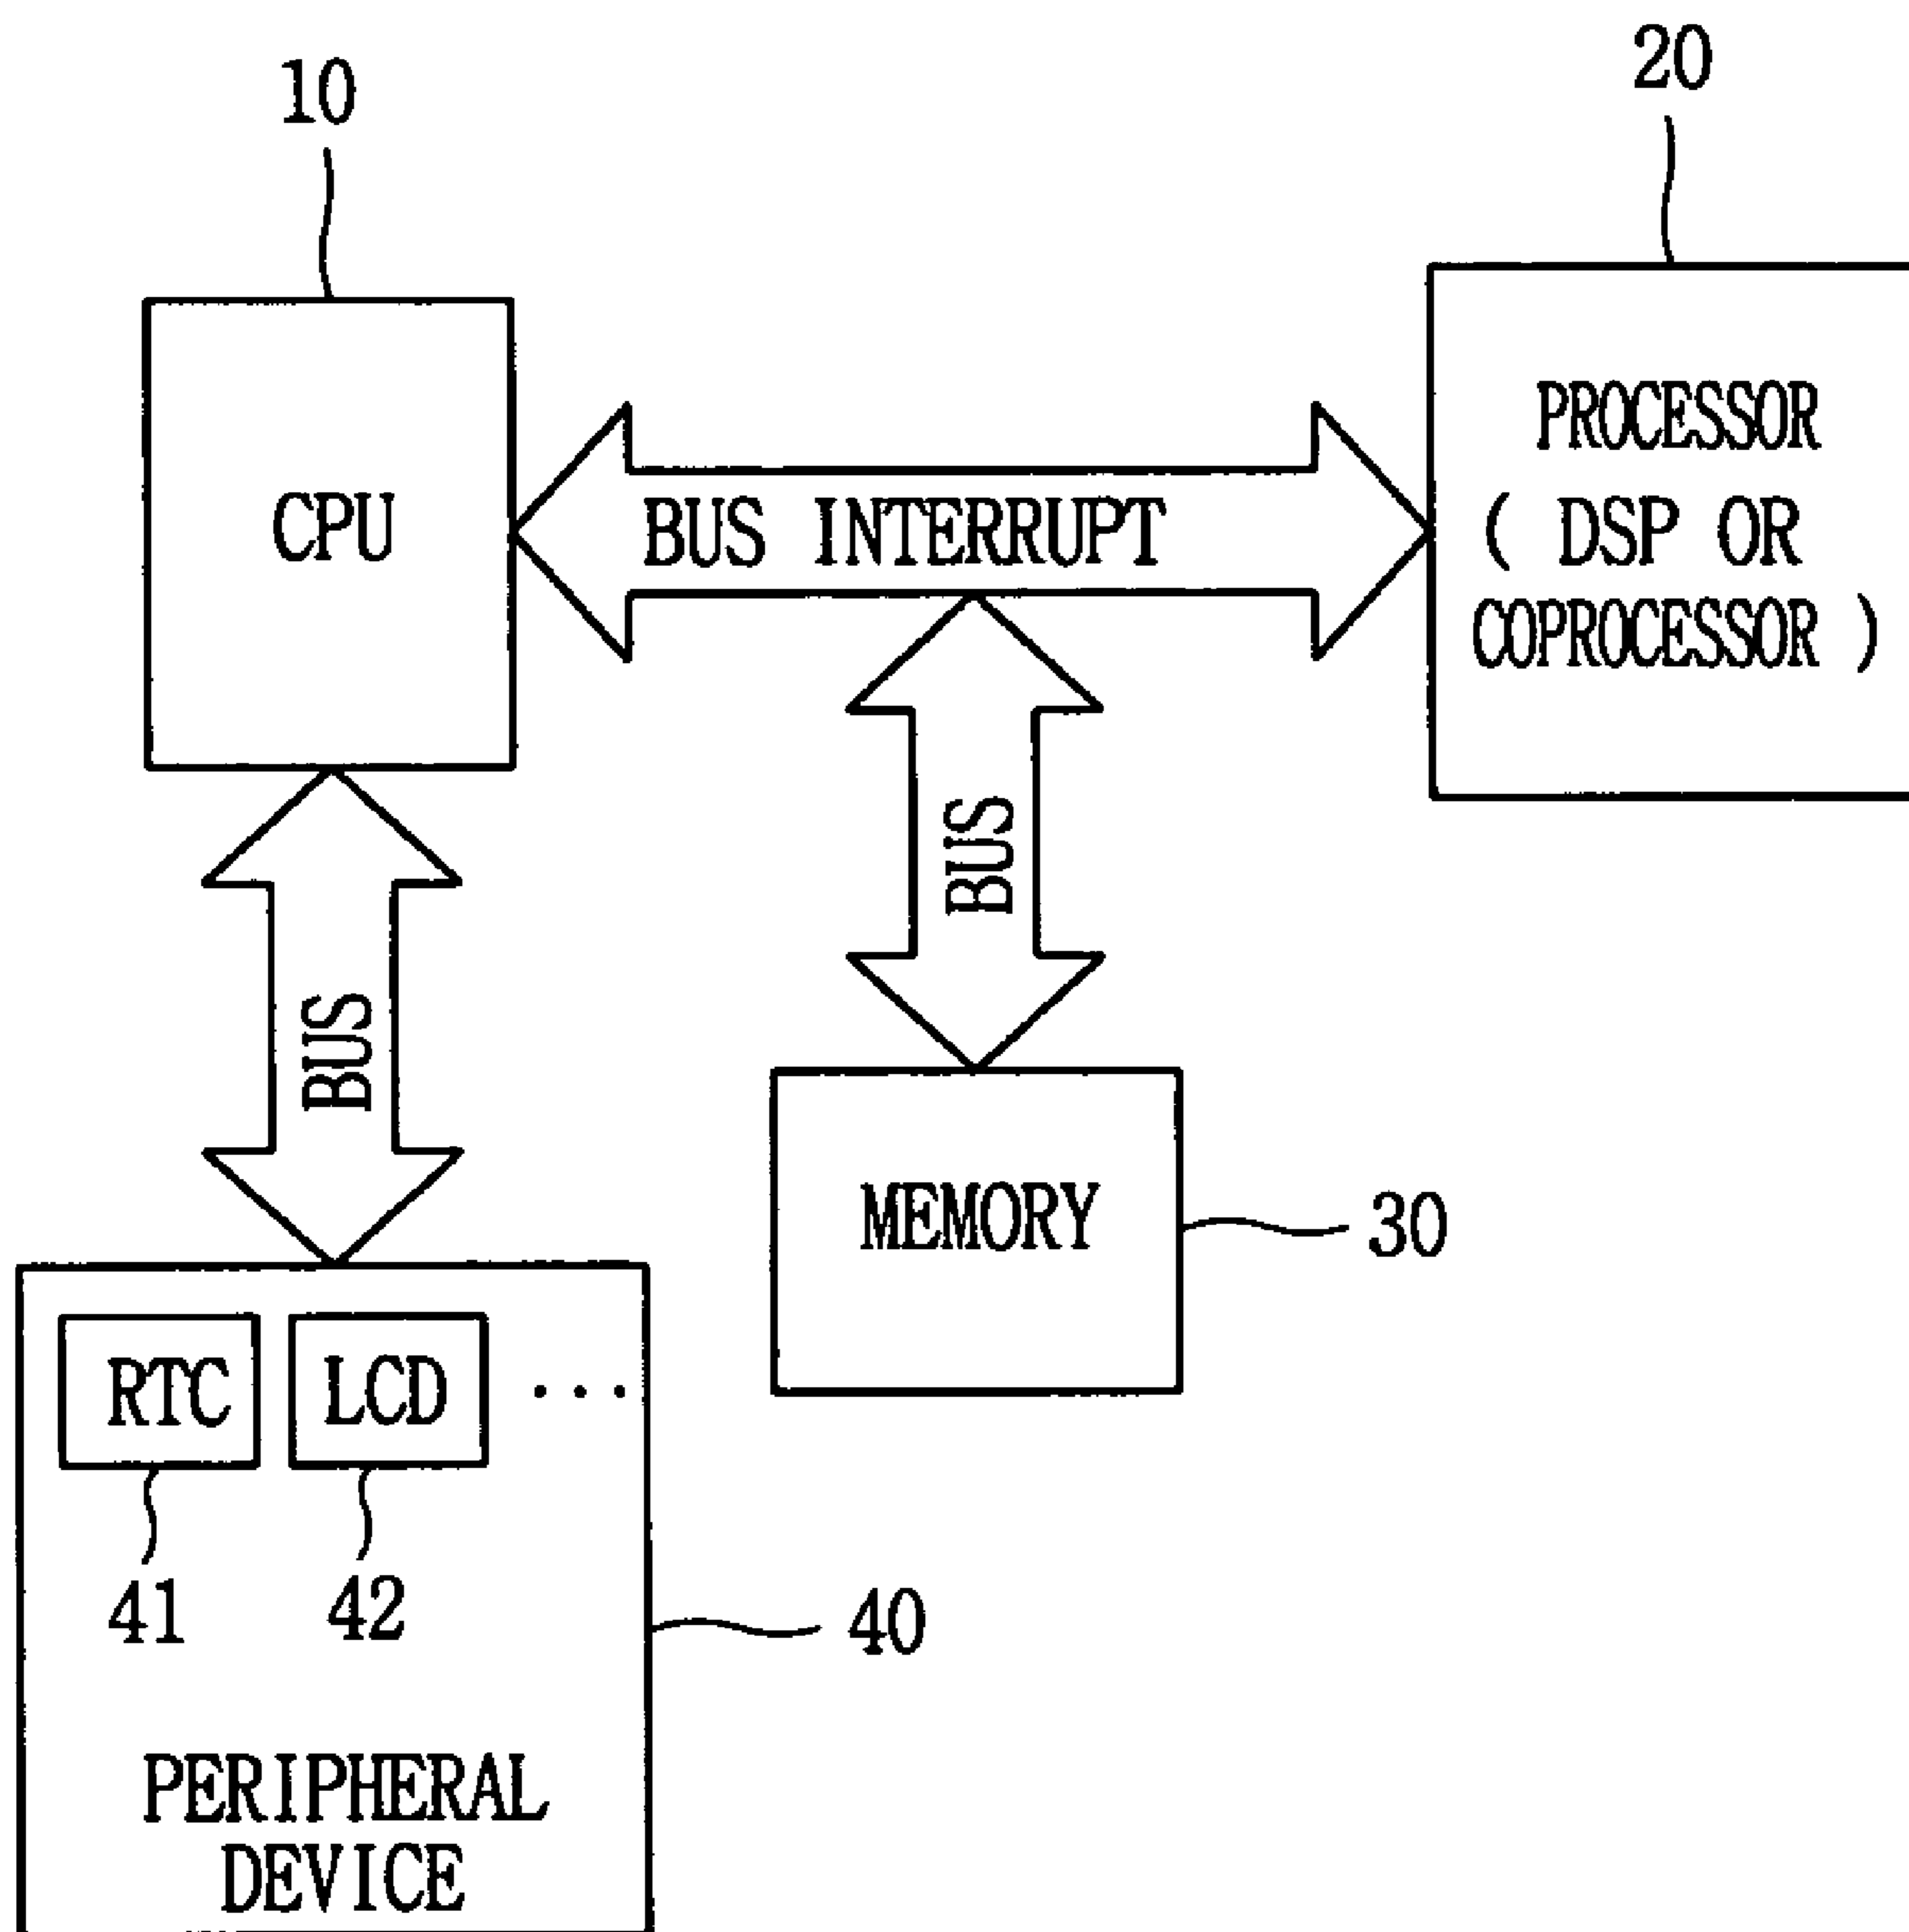 10
20
CPU
BUS INTERRUPT
PROCESSOR
( DSP OR
COPROCESSOR )
BUS
BUS
MEMORY
30
RTC
LCD
...
41
42
40
PERIPHERAL
DEVICE